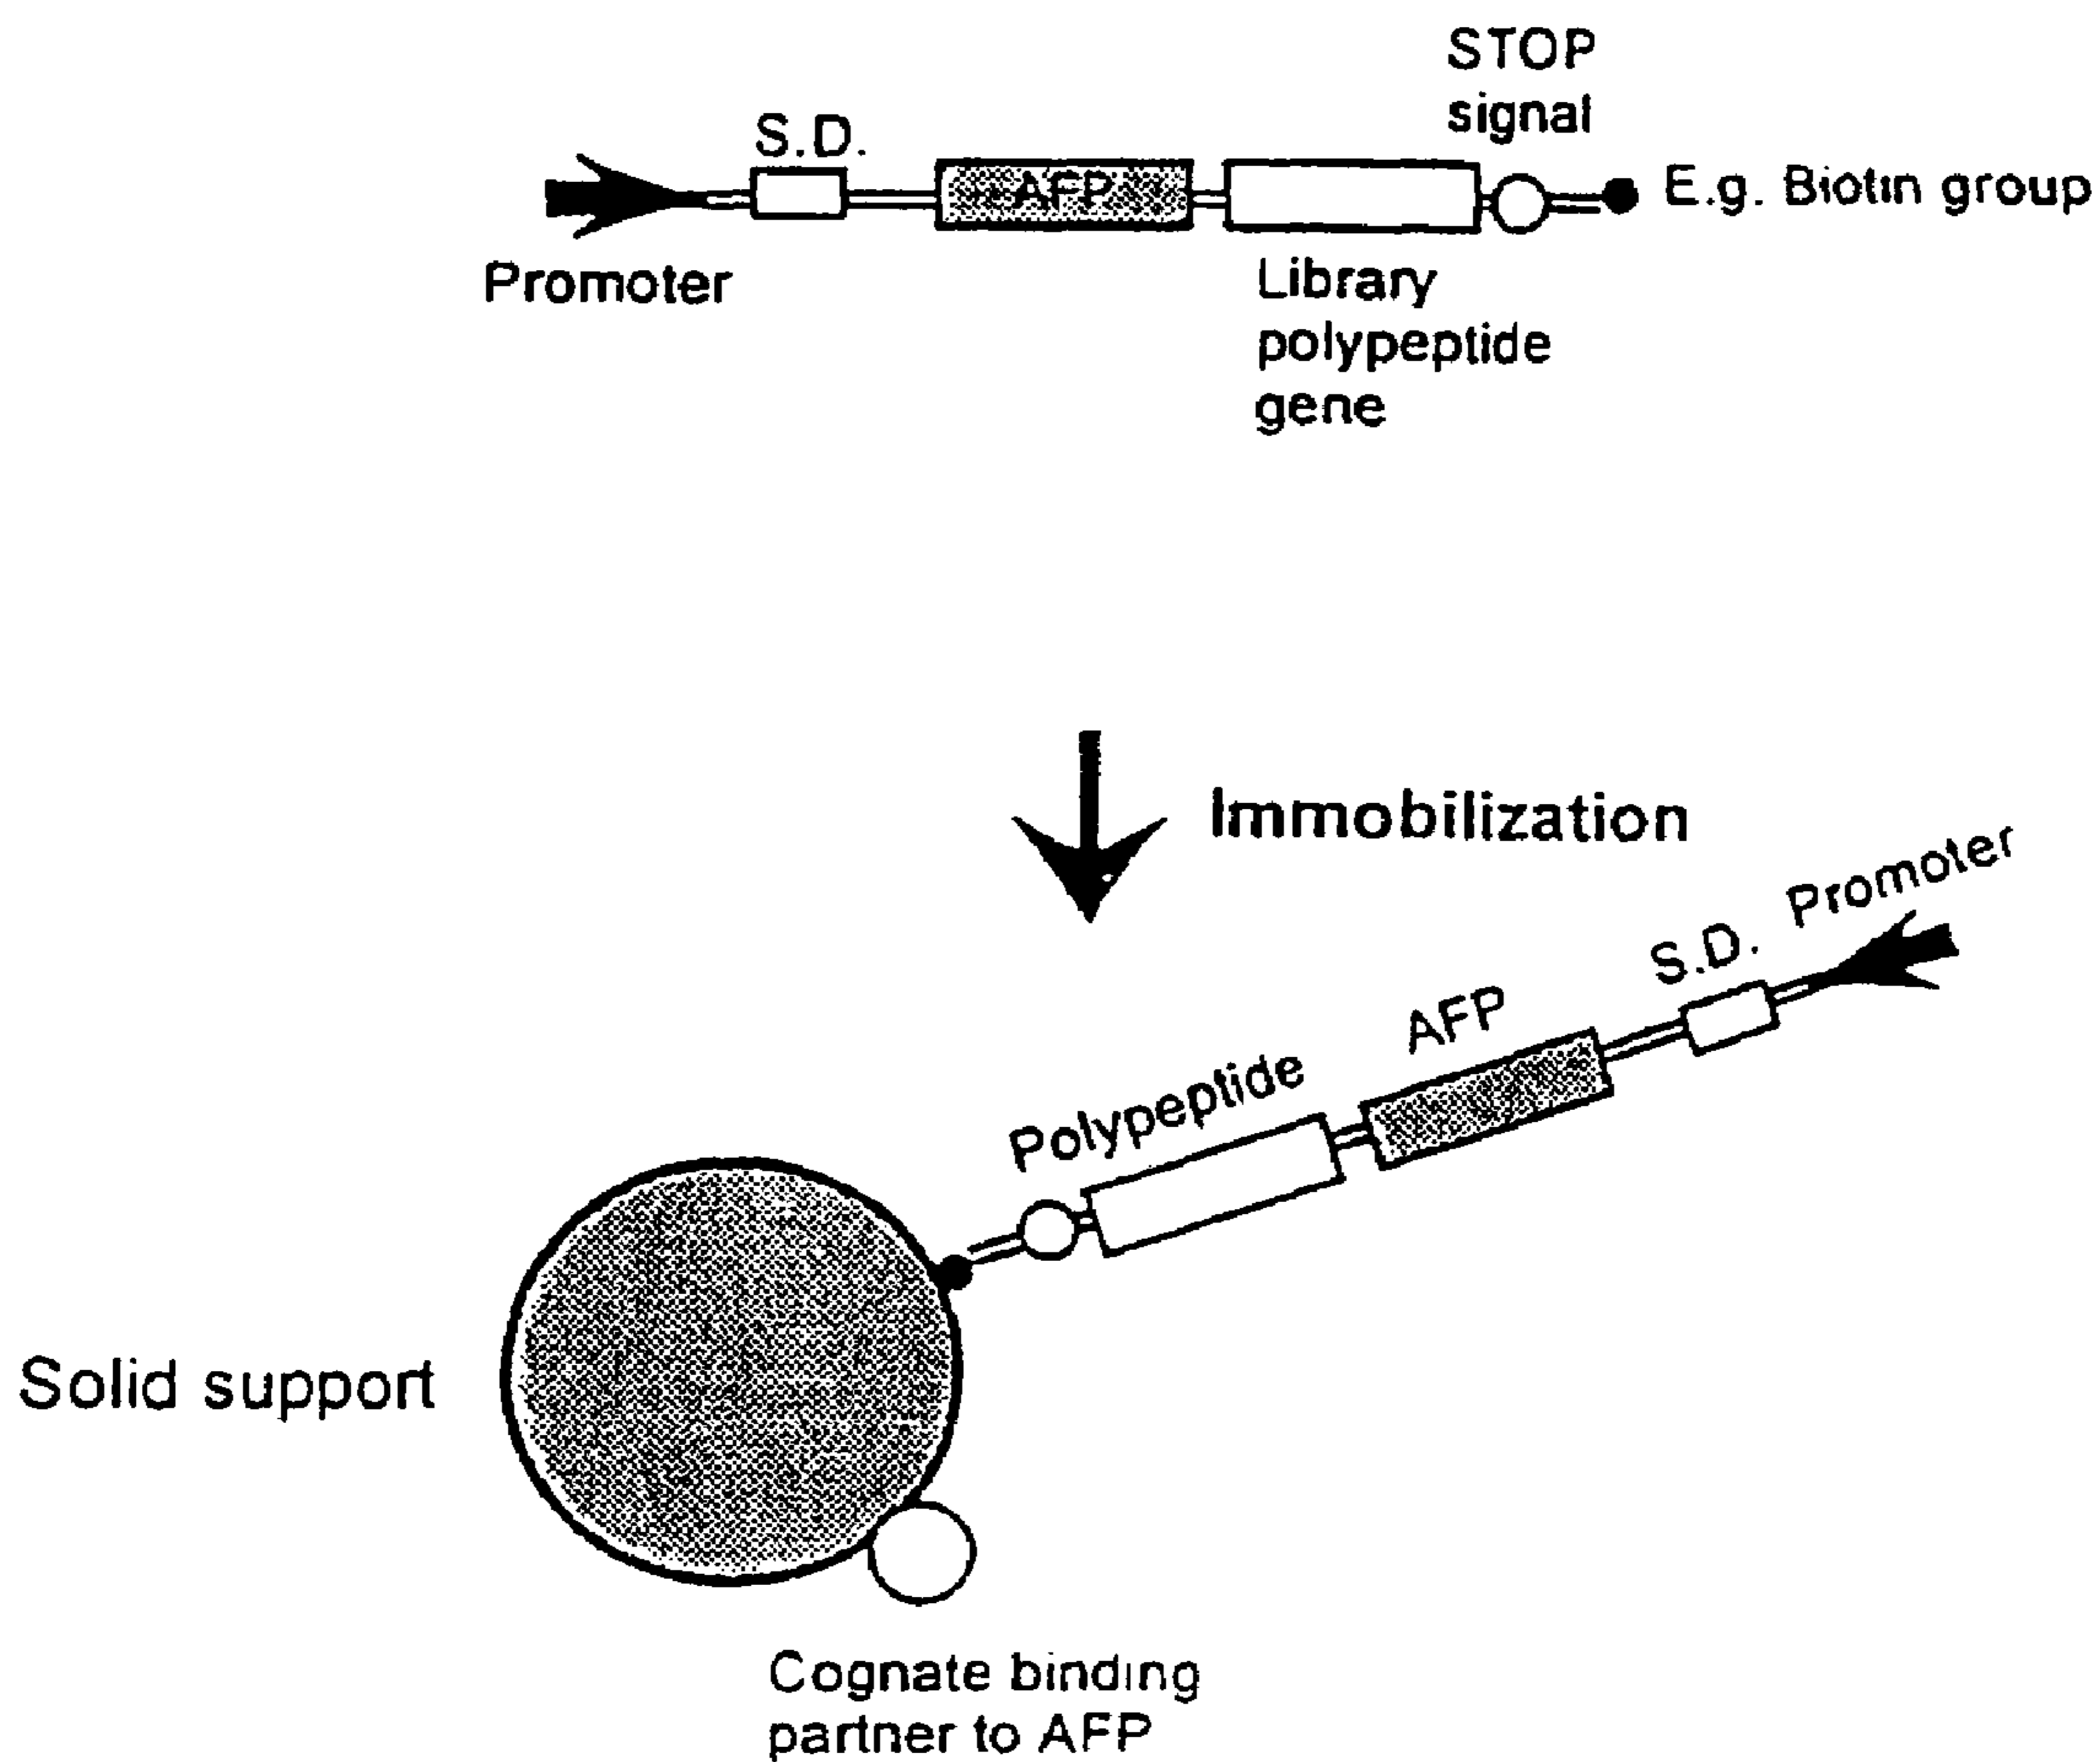 STOP
signal
S.D.
AFP
E.g. Biotin group
Promoter
Library
polypeptide
gene
Immobilization
Promoter
S.D.
AFP
Polypeptide
Solid support
Cognate binding
partner to AFP